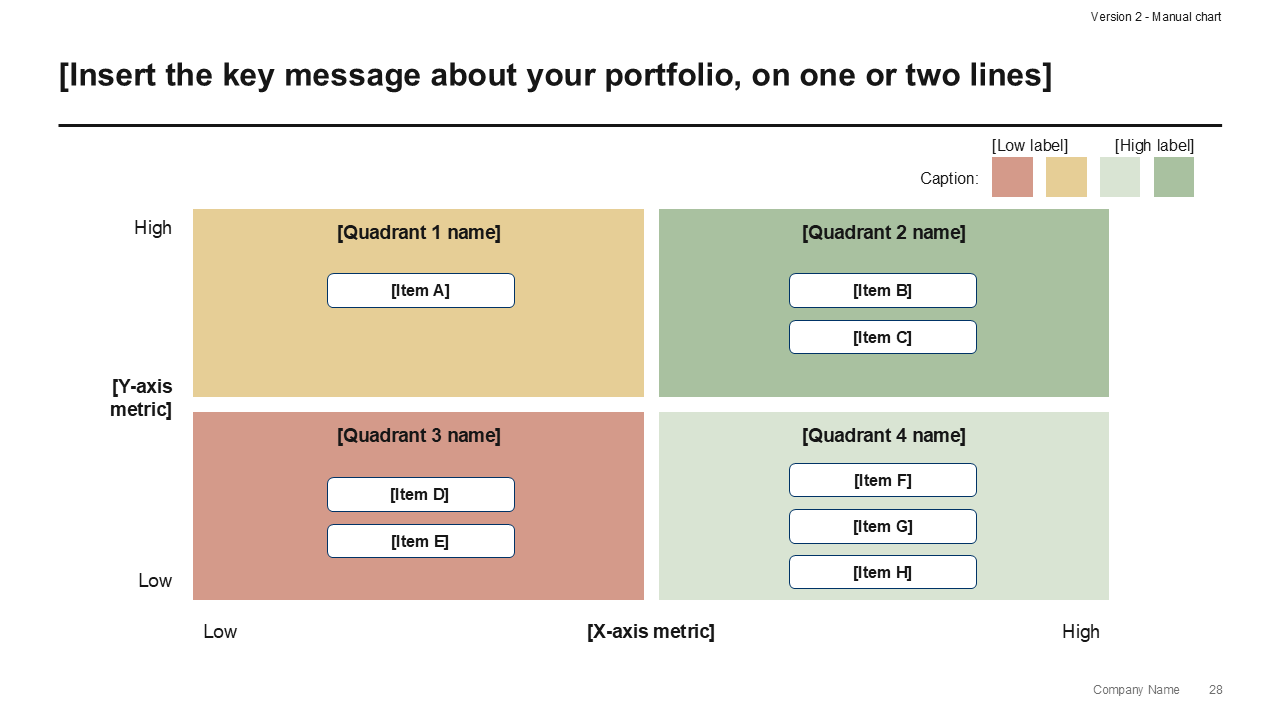 Version 2 - Manual chart
[Insert the key message about your portfolio, on one or two lines]
[Low label] [High label]
Caption:
High
[Quadrant 1 name]
[Item A]
[Quadrant 2 name]
[Item B]
[Item C]
[Y-axis
metric]
[Quadrant 3 name]
[Item D]
[Item E]
[Quadrant 4 name]
[Item F]
[Item G]
[Item H]
Low
Low [X-axis metric] High
Company Name 28